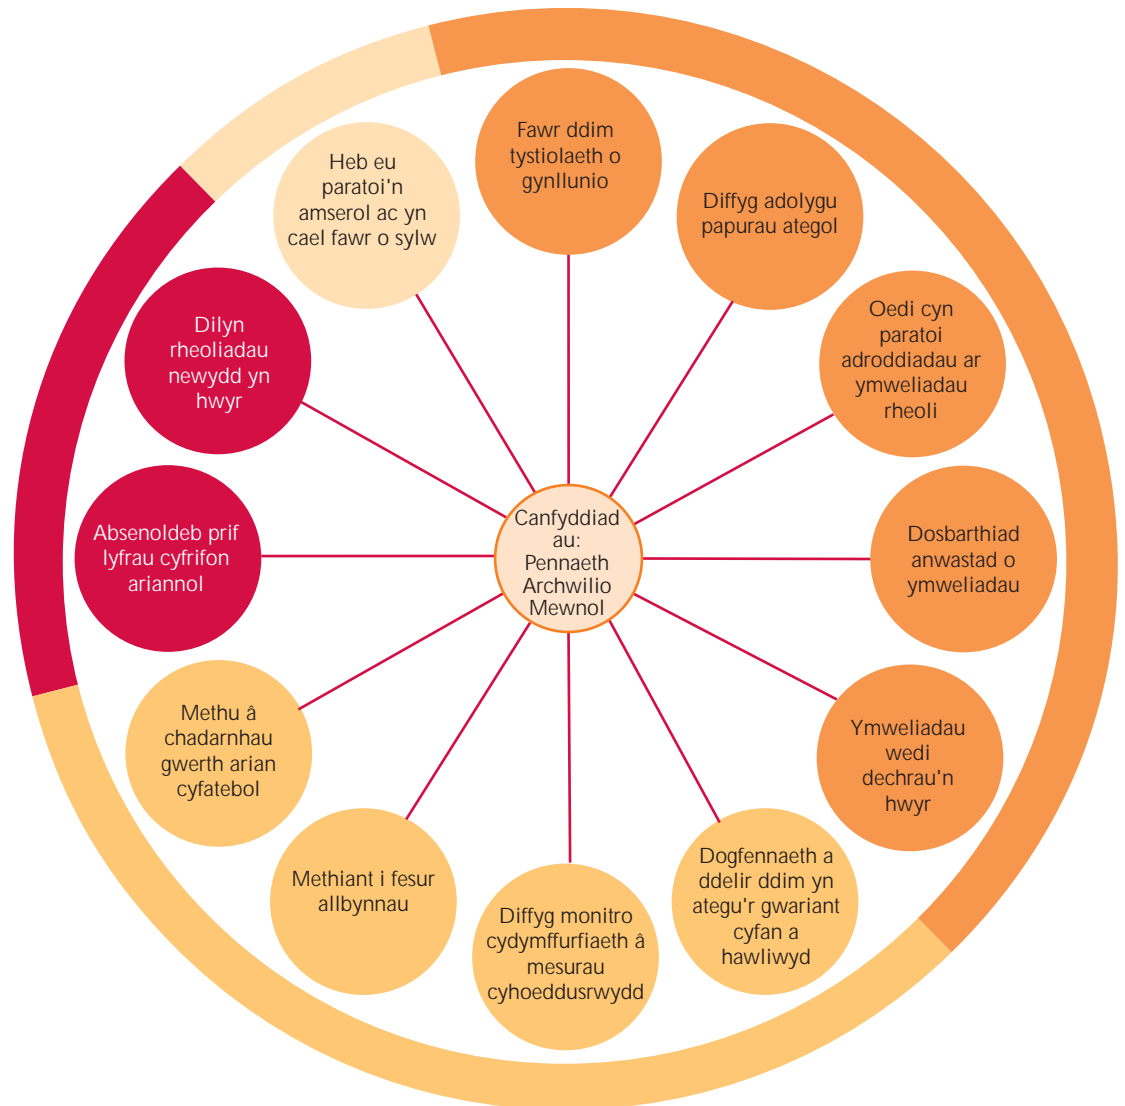 Fawr ddim
tystiolaeth o
gynllunio
Diffyg adolygu
papurau ategol
Oedi cyn
paratoi
adroddiadau ar
ymweliadau
rheoli
Dosbarthiad
anwastad o
ymweliadau
Ymweliadau
wedi
dechrau'n
hwyr
Dogfennaeth a
ddelir ddim yn
ategu'r gwariant
cyfan a
hawliwyd
Diffyg monitro
cydymffurfiaeth â
mesurau
cyhoeddusrwydd
Methiant i fesur
allbynnau
Methu â
chadarnhau
gwerth arian
cyfatebol
Absenoldeb prif
lyfrau cyfrifon
ariannol
Dilyn
rheoliadau
newydd yn
hwyr
Heb eu
paratoi'n
amserol ac yn
cael fawr o sylw
Canfyddiad
au:
Pennaeth
Archwilio
Mewnol